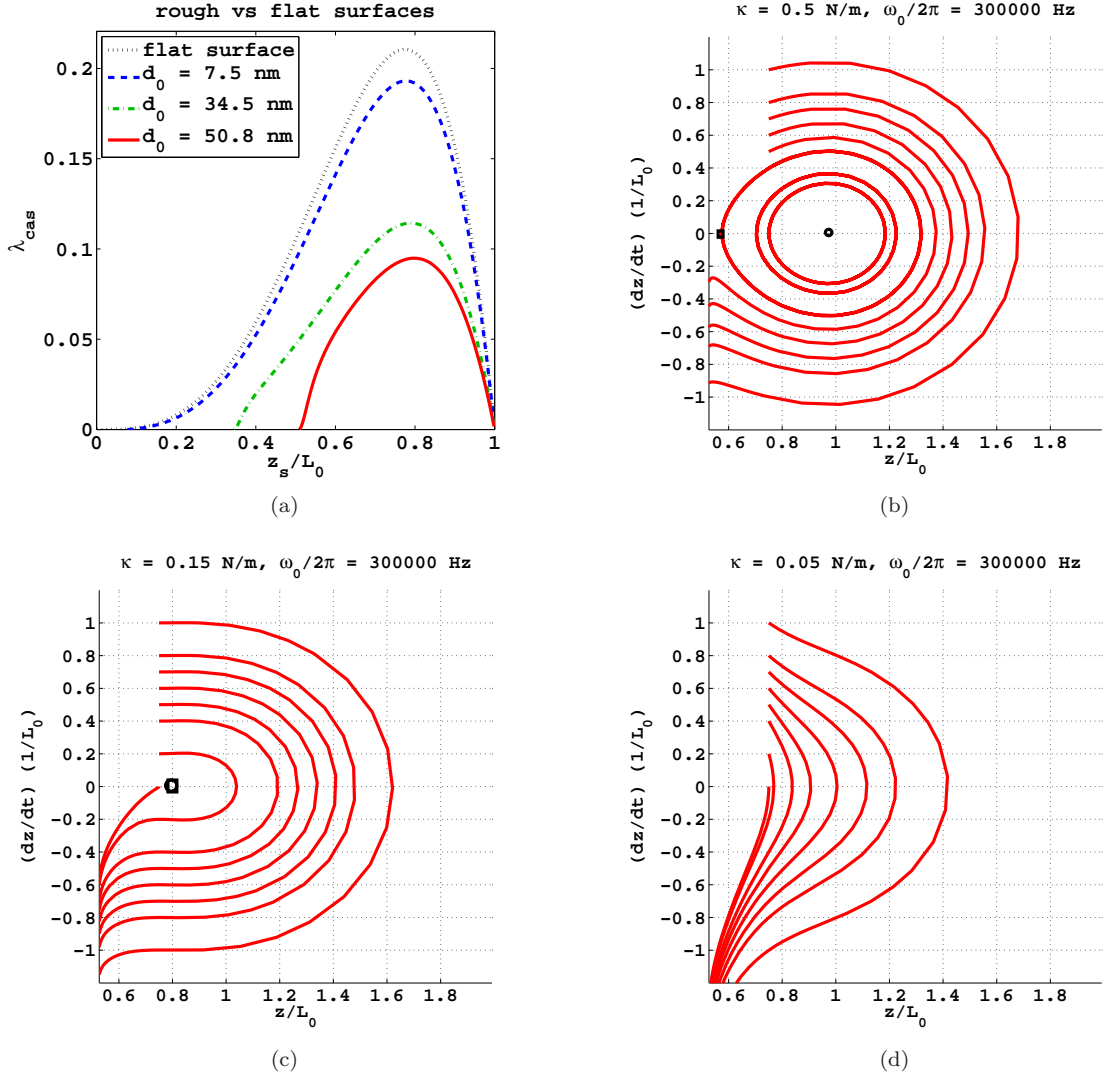 rough vs flat surfaces
flat surface
d₀ = 7.5 nm
d₀ = 34.5 nm
d₀ = 50.8 nm
0.2
0.15
0.1
0.05
0
λcas
0 0.2 0.4 0.6 0.8 1
zₛ/L₀
(a)
κ = 0.5 N/m, ω₀/2π = 300000 Hz
1
0.8
0.6
0.4
0.2
0
−0.2
−0.4
−0.6
−0.8
−1
(dz/dt) (1/L₀)
0.6 0.8 1 1.2 1.4 1.6 1.8
z/L₀
(b)
κ = 0.15 N/m, ω₀/2π = 300000 Hz
1
0.8
0.6
0.4
0.2
0
−0.2
−0.4
−0.6
−0.8
−1
(dz/dt) (1/L₀)
0.6 0.8 1 1.2 1.4 1.6 1.8
z/L₀
(c)
κ = 0.05 N/m, ω₀/2π = 300000 Hz
1
0.8
0.6
0.4
0.2
0
−0.2
−0.4
−0.6
−0.8
−1
(dz/dt) (1/L₀)
0.6 0.8 1 1.2 1.4 1.6 1.8
z/L₀
(d)